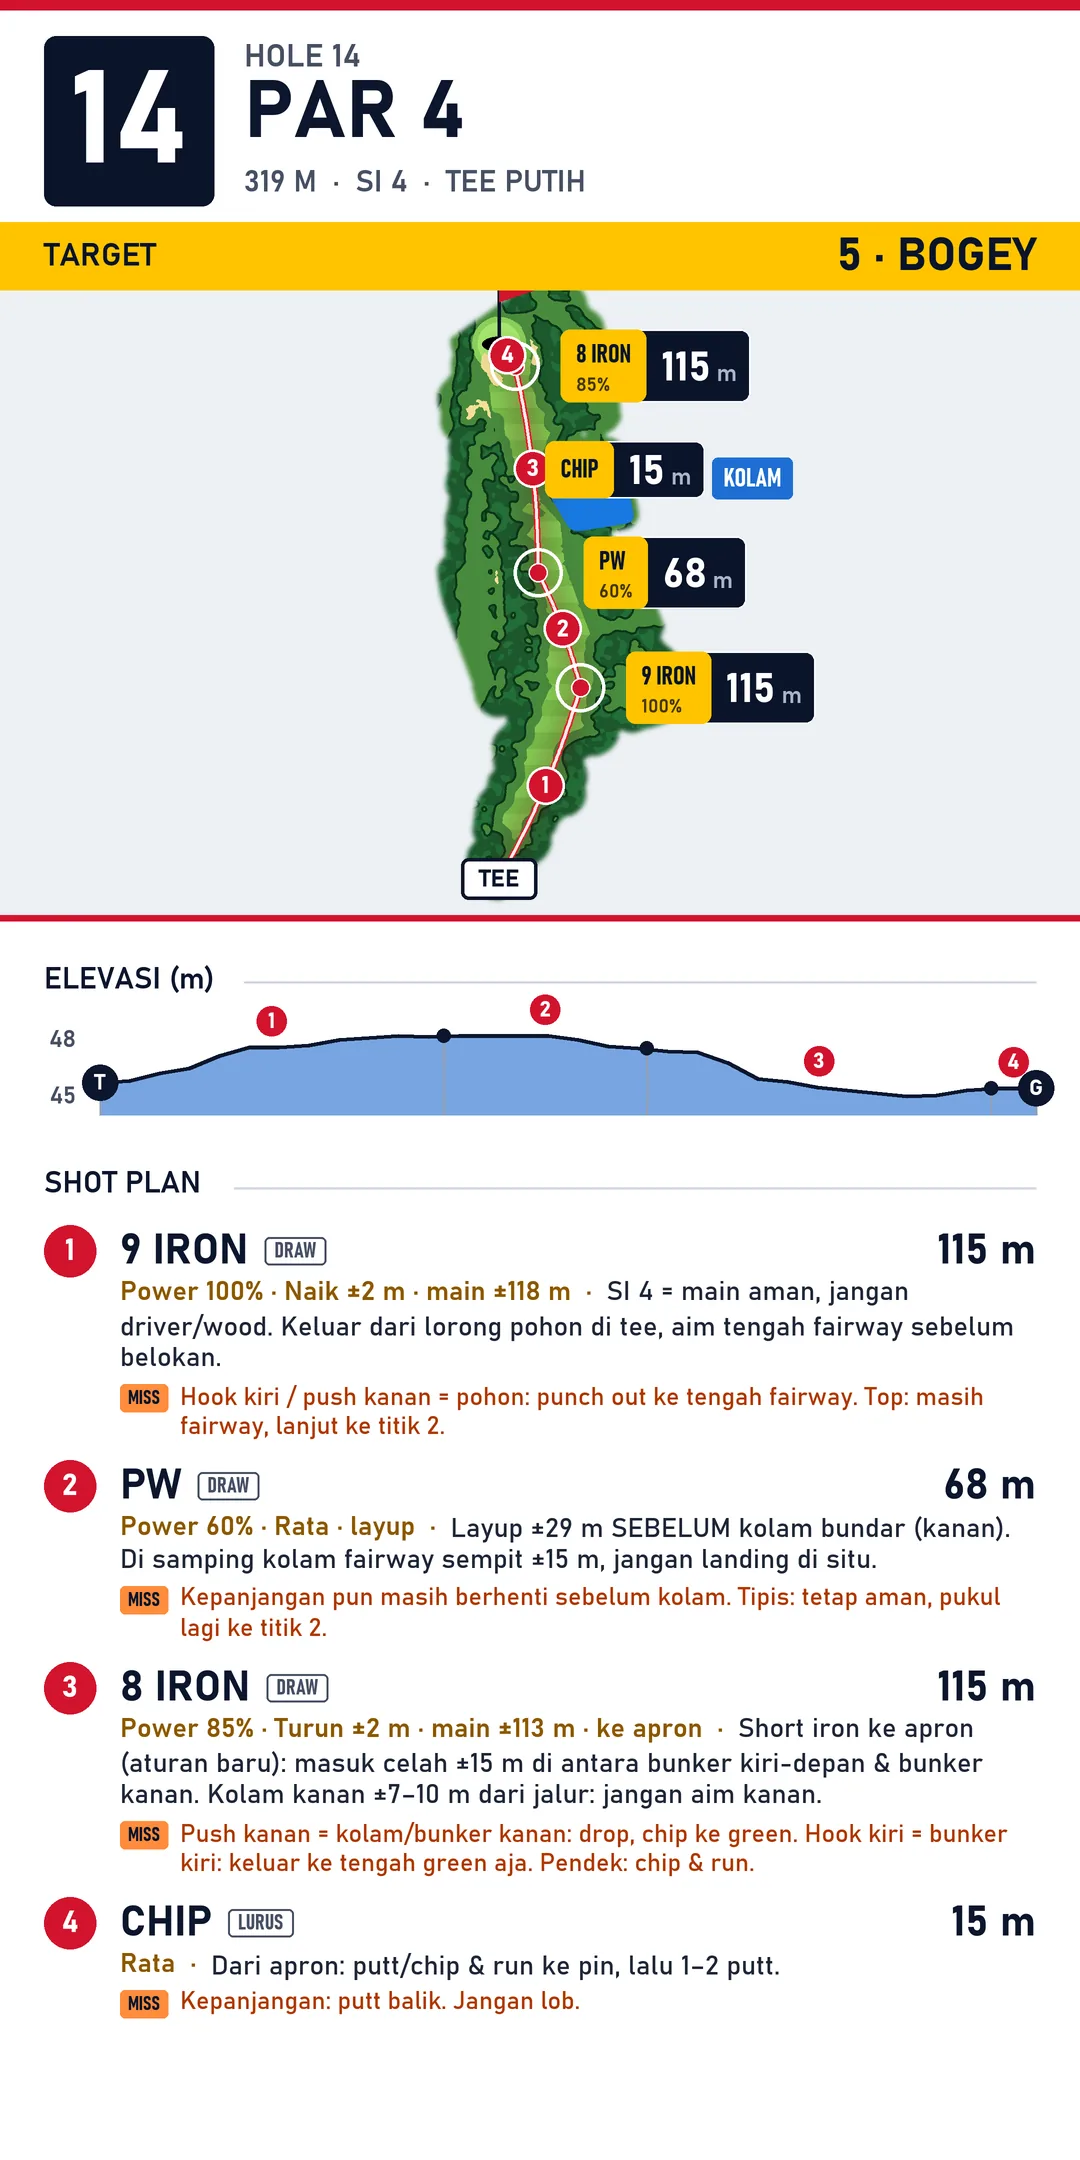 14
HOLE 14
PAR 4
319 M · SI 4 · TEE PUTIH
TARGET
5 · BOGEY
4
8 IRON
85%
115 m
3
CHIP
15 m
KOLAM
PW
60%
68 m
2
9 IRON
100%
115 m
1
TEE
ELEVASI (m)
48
45
T
1
2
3
4
G
SHOT PLAN
1
9 IRON
DRAW
115 m
Power 100% · Naik ±2 m · main ±118 m · SI 4 = main aman, jangan
driver/wood. Keluar dari lorong pohon di tee, aim tengah fairway sebelum
belokan.
MISS
Hook kiri / push kanan = pohon: punch out ke tengah fairway. Top: masih
fairway, lanjut ke titik 2.
2
PW
DRAW
68 m
Power 60% · Rata · layup · Layup ±29 m SEBELUM kolam bundar (kanan).
Di samping kolam fairway sempit ±15 m, jangan landing di situ.
MISS
Kepanjangan pun masih berhenti sebelum kolam. Tipis: tetap aman, pukul
lagi ke titik 2.
3
8 IRON
DRAW
115 m
Power 85% · Turun ±2 m · main ±113 m · ke apron · Short iron ke apron
(aturan baru): masuk celah ±15 m di antara bunker kiri-depan & bunker
kanan. Kolam kanan ±7–10 m dari jalur: jangan aim kanan.
MISS
Push kanan = kolam/bunker kanan: drop, chip ke green. Hook kiri = bunker
kiri: keluar ke tengah green aja. Pendek: chip & run.
4
CHIP
LURUS
15 m
Rata · Dari apron: putt/chip & run ke pin, lalu 1–2 putt.
MISS
Kepanjangan: putt balik. Jangan lob.